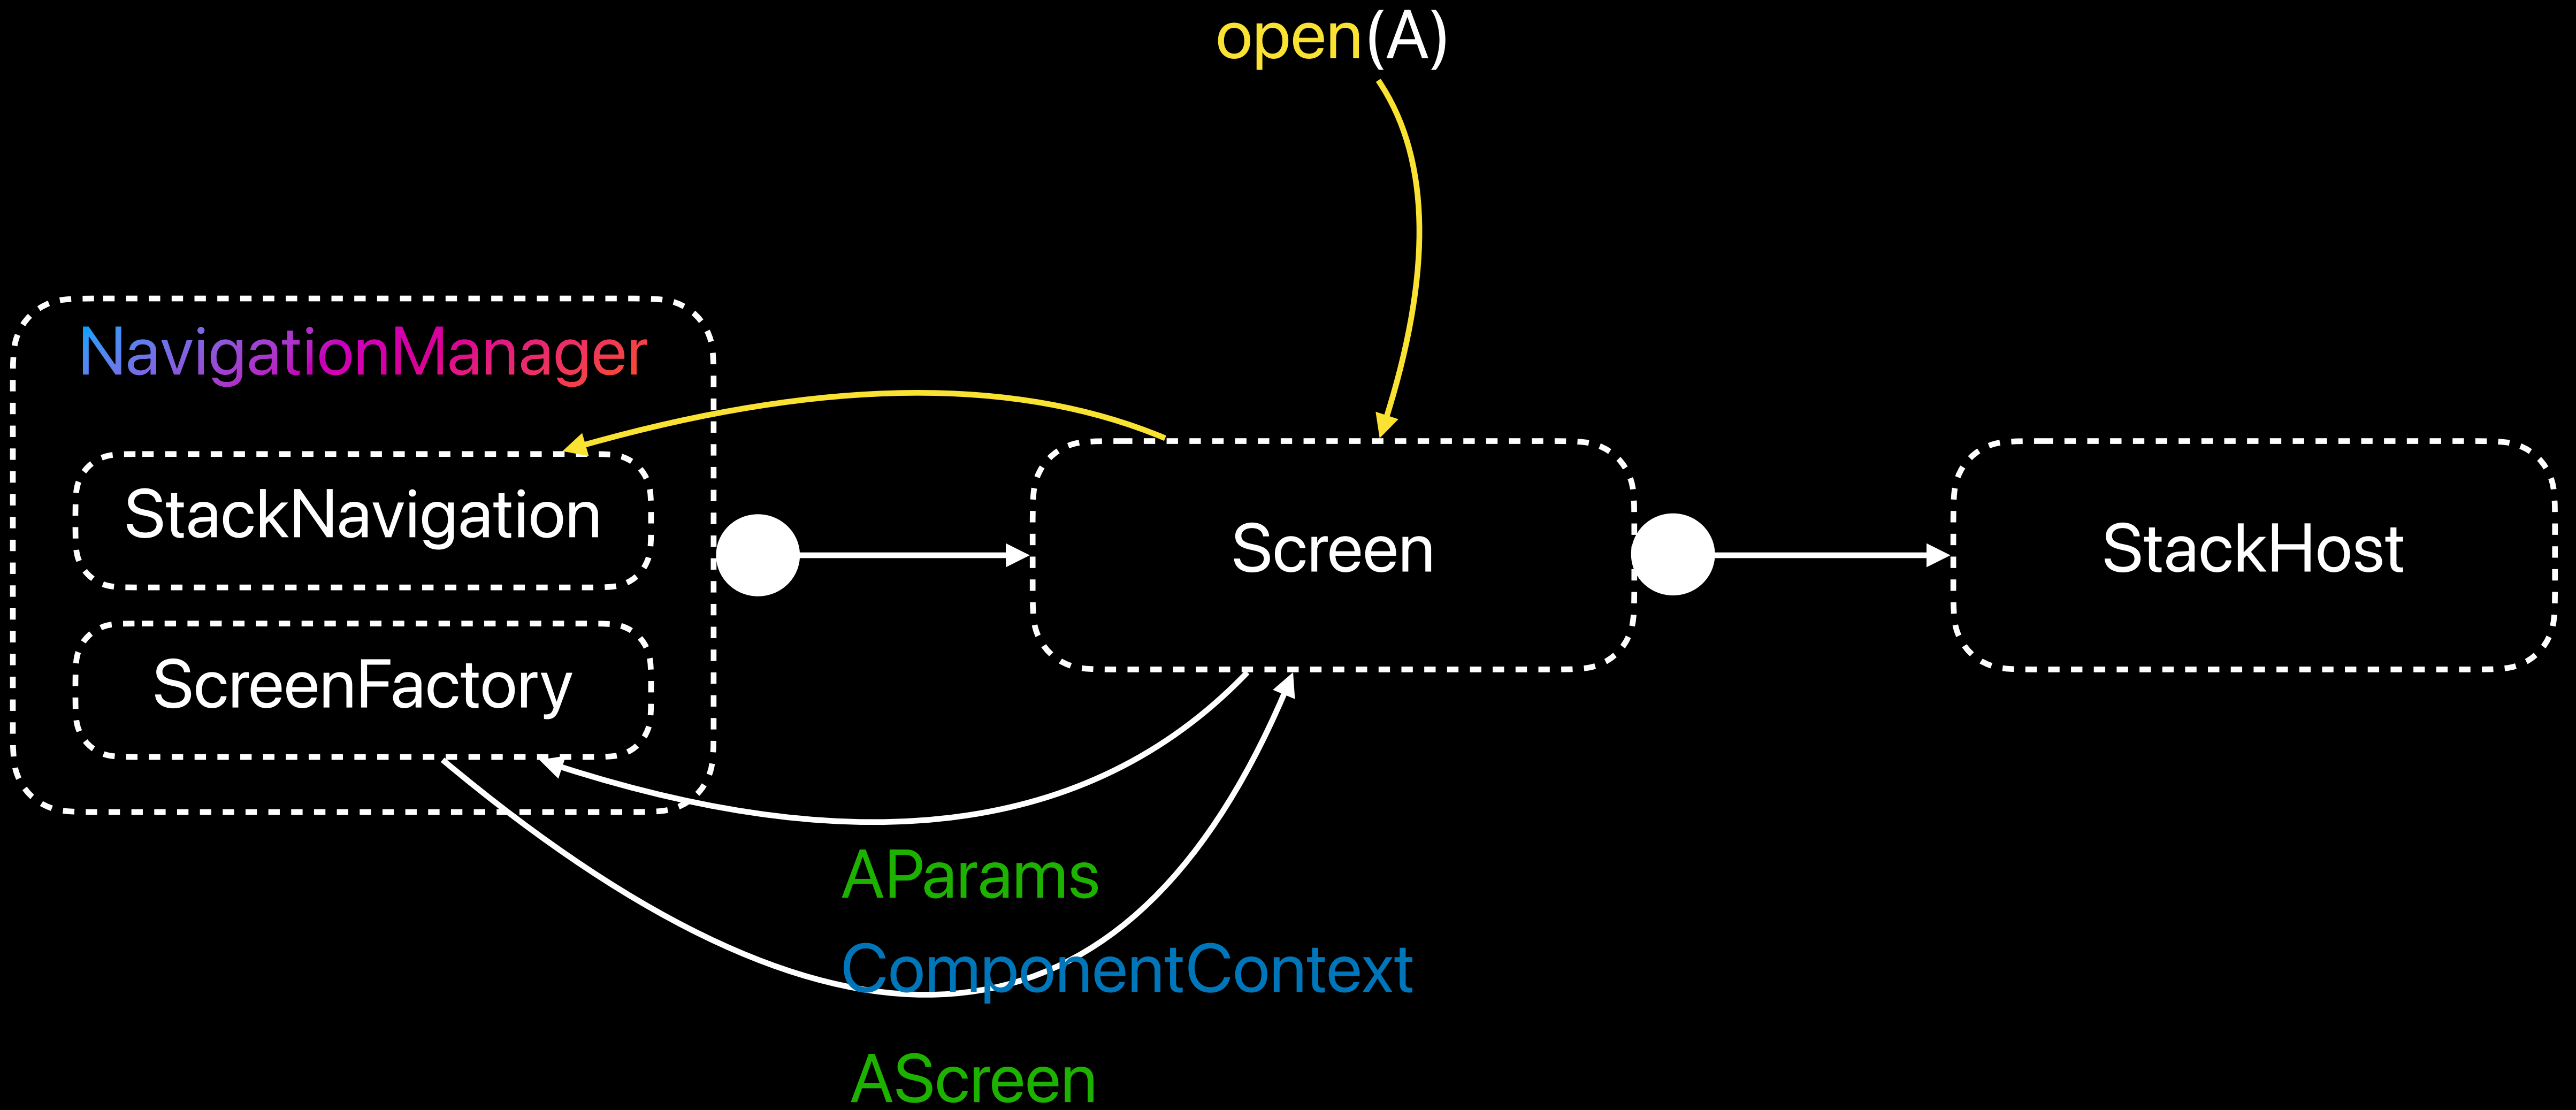 open(A)
NavigationManager
StackNavigation
ScreenFactory
Screen
StackHost
AParams
ComponentContext
AScreen